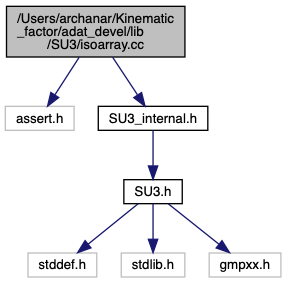 /Users/archanar/Kinematic
_factor/adat_devel/lib
/SU3/isoarray.cc
assert.h
SU3_internal.h
SU3.h
stddef.h
stdlib.h
gmpxx.h